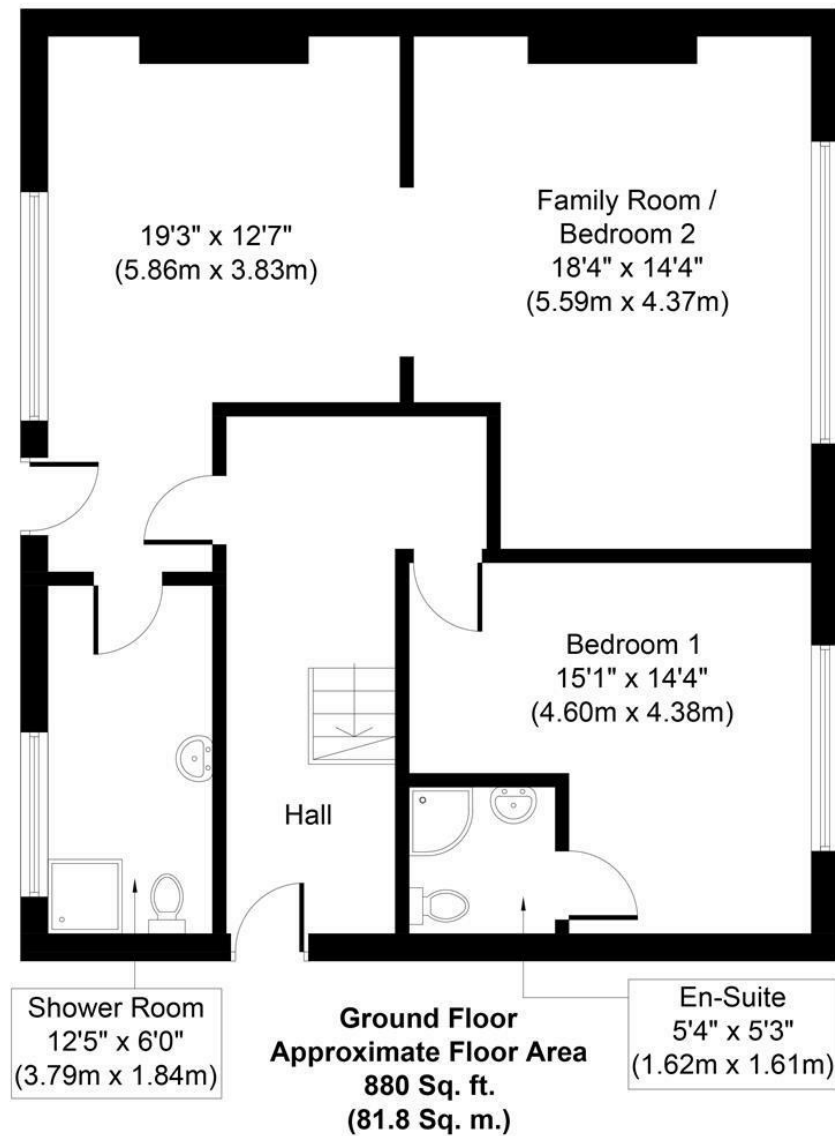 19'3" x 12'7"
(5.86m x 3.83m)
Family Room /
Bedroom 2
18'4" x 14'4"
(5.59m x 4.37m)
Bedroom 1
15'1" x 14'4"
(4.60m x 4.38m)
Hall
Shower Room
12'5" x 6'0"
(3.79m x 1.84m)
En-Suite
5'4" x 5'3"
(1.62m x 1.61m)
Ground Floor
Approximate Floor Area
880 Sq. ft.
(81.8 Sq. m.)